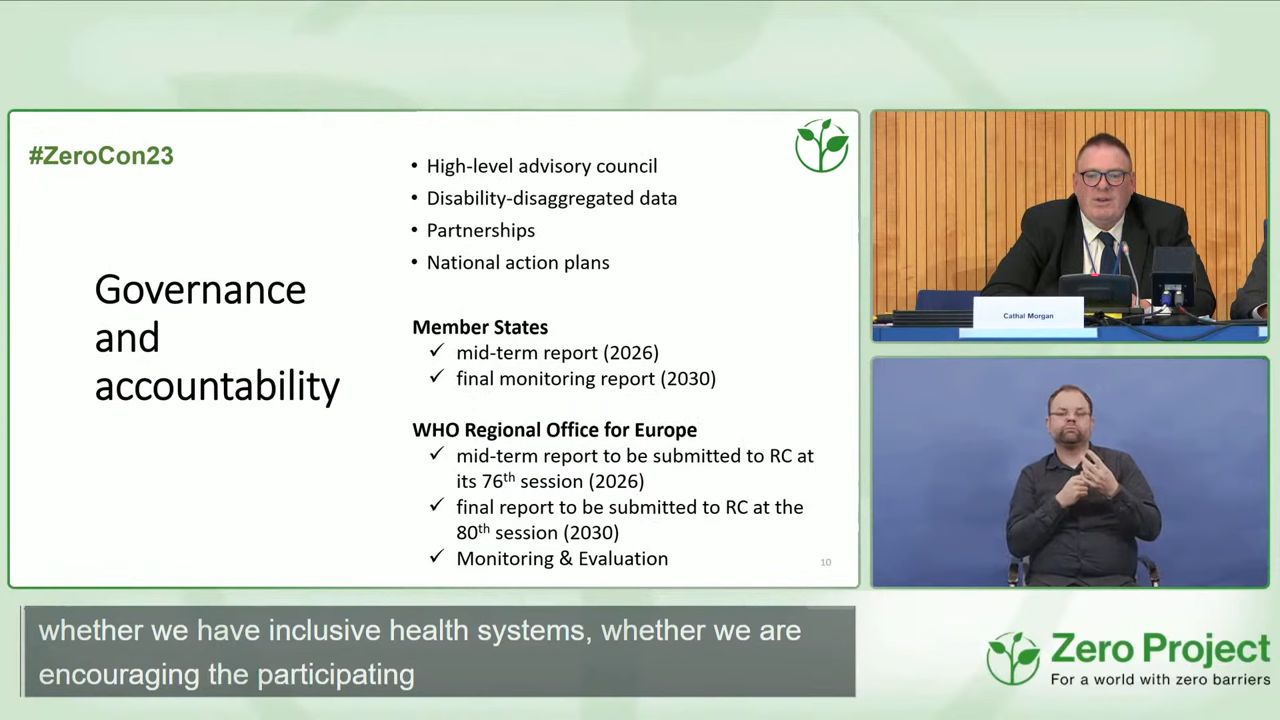 #ZeroCon23
Governance
and
accountability
• High-level advisory council
• Disability-disaggregated data
• Partnerships
• National action plans
Member States
✓ mid-term report (2026)
✓ final monitoring report (2030)
WHO Regional Office for Europe
✓ mid-term report to be submitted to RC at
its 76th session (2026)
✓ final report to be submitted to RC at the
80th session (2030)
✓ Monitoring & Evaluation
10
Cathal Morgan
whether we have inclusive health systems, whether we are
encouraging the participating
Zero Project
For a world with zero barriers